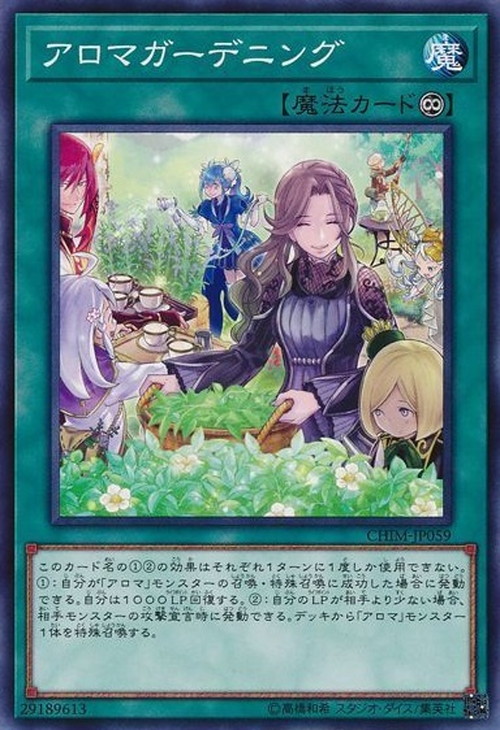 アロマガーデニング
魔
【魔法カード】
CHIM-JP059
このカード名の①②の効果はそれぞれ1ターンに1度しか使用できない。
①：自分が「アロマ」モンスターの召喚・特殊召喚に成功した場合に発動
できる。自分は1000LP回復する。②：自分のLPが相手より少ない場合、
相手モンスターの攻撃宣言時に発動できる。デッキから「アロマ」モンスター
1体を特殊召喚する。
29189613 ©高橋和希 スタジオ・ダイス/集英社